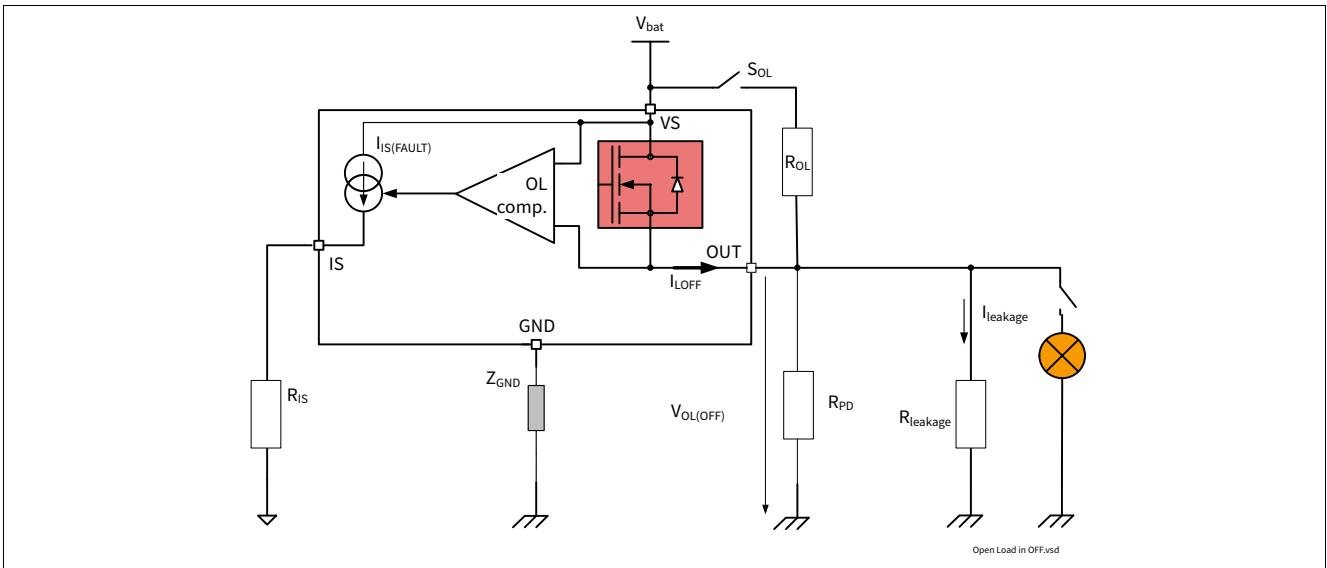 Vbat
SOL
VS
IIS(FAULT)
ROL
OL
comp.
OUT
IS
ILOFF
Ileakage
GND
ZGND
RIS
VOL(OFF)
RPD
Rleakage
Open Load in OFF.vsd